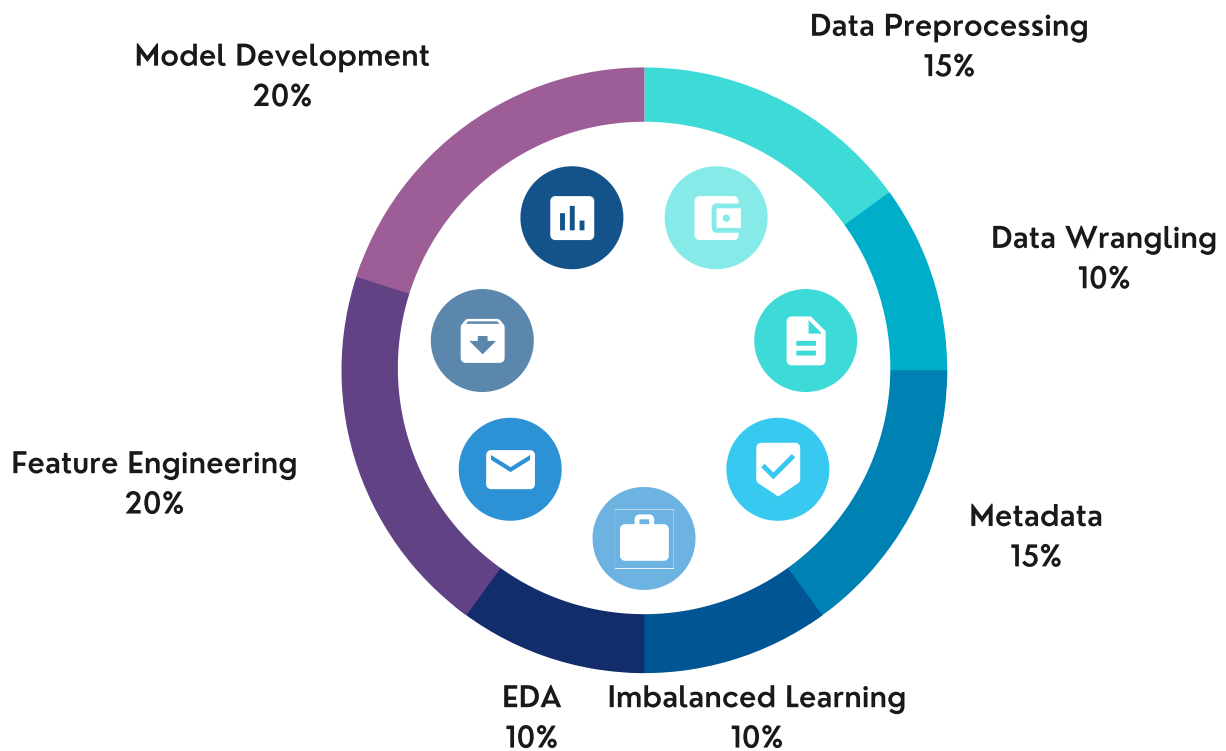 Model Development
20%
Data Preprocessing
15%
Data Wrangling
10%
Feature Engineering
20%
Metadata
15%
EDA
10%
Imbalanced Learning
10%